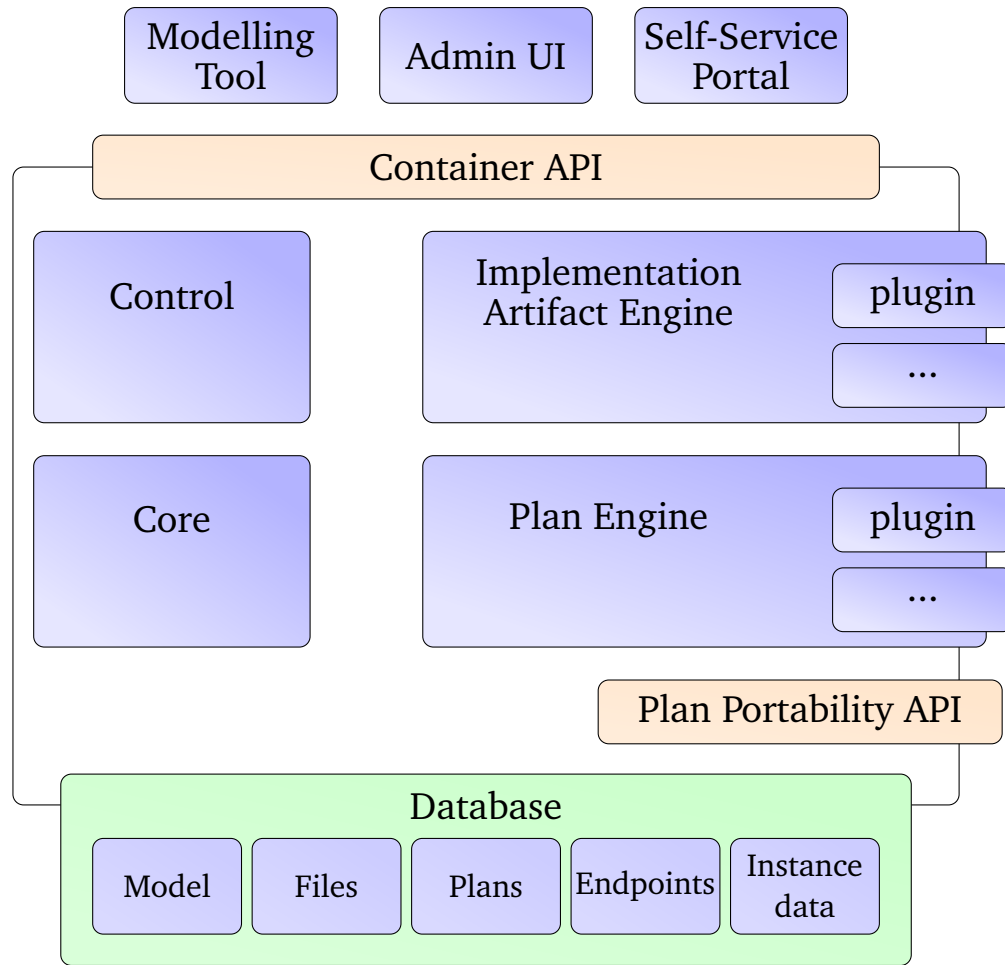 Modelling
Tool
Admin UI
Self-Service
Portal
Container API
Control
Implementation
Artifact Engine
plugin
...
Core
Plan Engine
plugin
...
Plan Portability API
Database
Model
Files
Plans
Endpoints
Instance
data